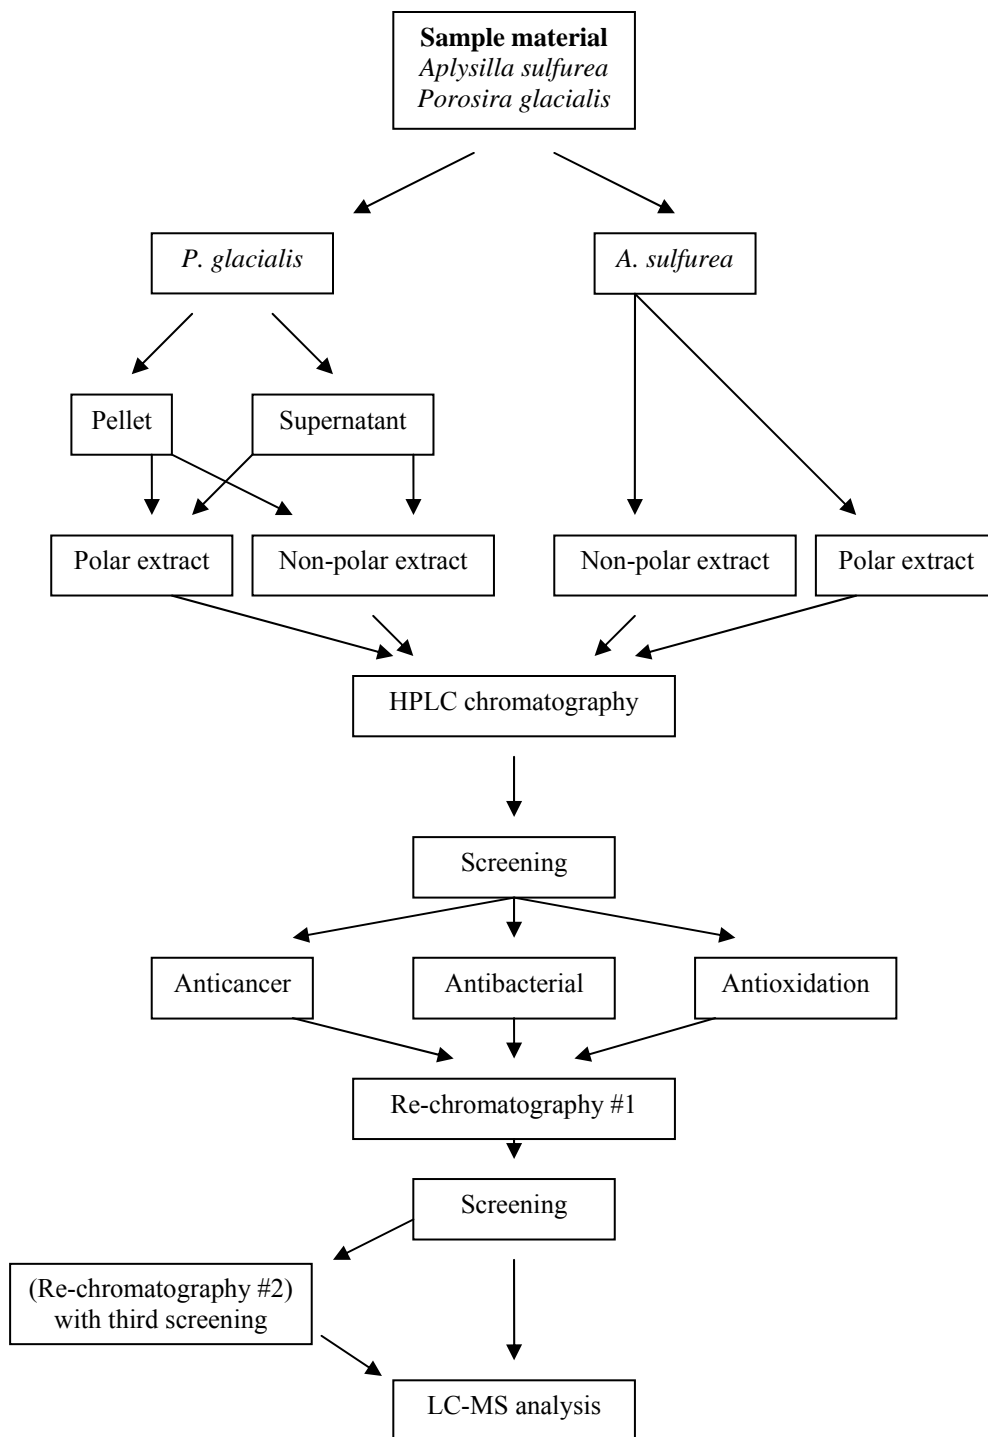 Sample material
Aplysilla sulfurea
Porosira glacialis
P. glacialis
A. sulfurea
Pellet
Supernatant
Polar extract
Non-polar extract
Non-polar extract
Polar extract
HPLC chromatography
Screening
Anticancer
Antibacterial
Antioxidation
Re-chromatography #1
Screening
(Re-chromatography #2)
with third screening
LC-MS analysis